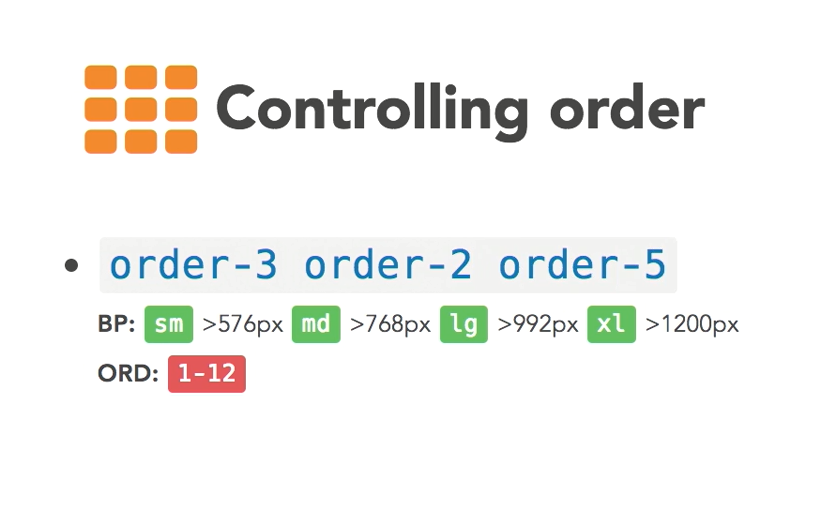 Controlling order
• order-3 order-2 order-5
BP: sm >576px md >768px lg >992px xl >1200px
ORD: 1-12